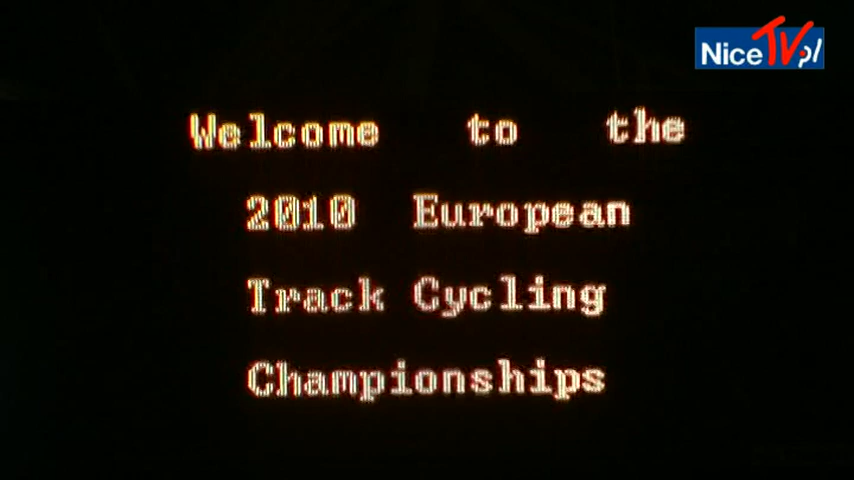 NiceTV.pl
Welcome to the
2010 European
Track Cycling
Championships